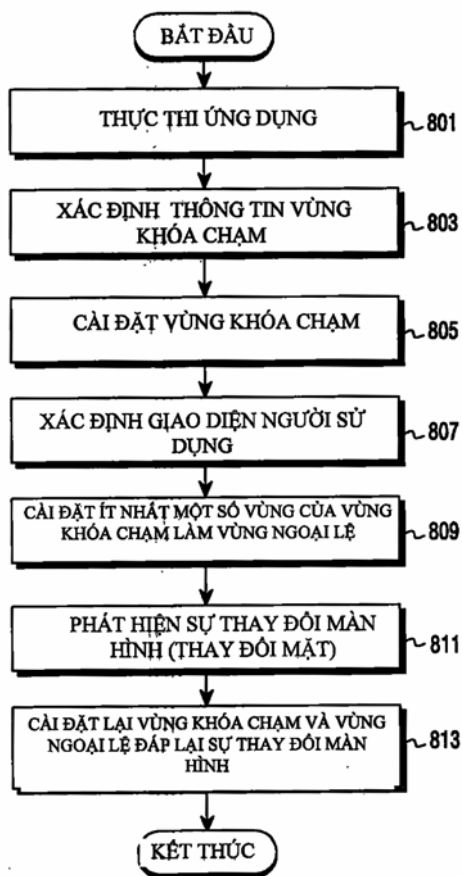 BẮT ĐẦU
THỰC THI ỨNG DỤNG
801
XÁC ĐỊNH THÔNG TIN VÙNG
KHÓA CHẠM
803
CÀI ĐẶT VÙNG KHÓA CHẠM
805
XÁC ĐỊNH GIAO DIỆN NGƯỜI SỬ
DỤNG
807
CÀI ĐẶT ÍT NHẤT MỘT SỐ VÙNG CỦA VÙNG
KHÓA CHẠM LÀM VÙNG NGOẠI LỆ
809
PHÁT HIỆN SỰ THAY ĐỔI MÀN
HÌNH (THAY ĐỔI MẶT)
811
CÀI ĐẶT LẠI VÙNG KHÓA CHẠM VÀ VÙNG
NGOẠI LỆ ĐÁP LẠI SỰ THAY ĐỔI MÀN
HÌNH
813
KẾT THÚC